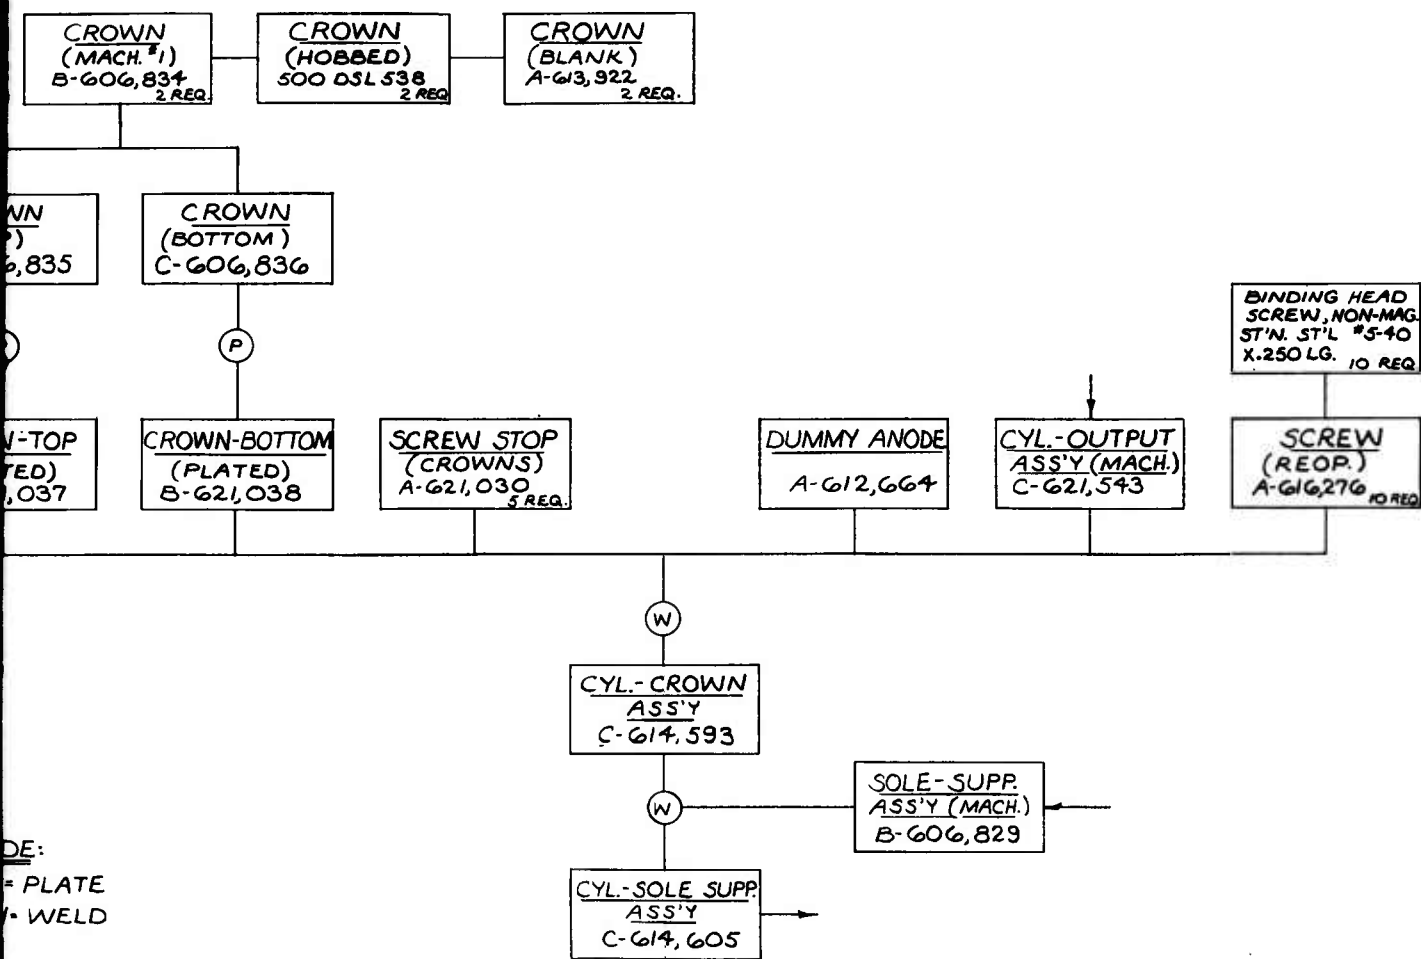 CROWN
(MACH. #1)
B-606,834
2 REQ.
CROWN
(HOBBED)
500 DSL 538
2 REQ
CROWN
(BLANK)
A-613,922
2 REQ.
,835
CROWN
(BOTTOM)
C-606,836
P
BINDING HEAD
SCREW, NON-MAG.
ST'N. ST'L #5-40
X.250 LG. 10 REQ
-TOP
,037
CROWN-BOTTOM
(PLATED)
B-621,038
SCREW STOP
(CROWNS)
A-621,030
5 REQ.
DUMMY ANODE
A-612,664
CYL.-OUTPUT
ASS'Y (MACH.)
C-621,543
SCREW
(REOP.)
A-616,276 10 REQ
W
CYL.-CROWN
ASS'Y
C-614,593
W
SOLE-SUPP.
ASS'Y (MACH.)
B-606,829
DE:
= PLATE
= WELD
CYL.-SOLE SUPP.
ASS'Y
C-614,605